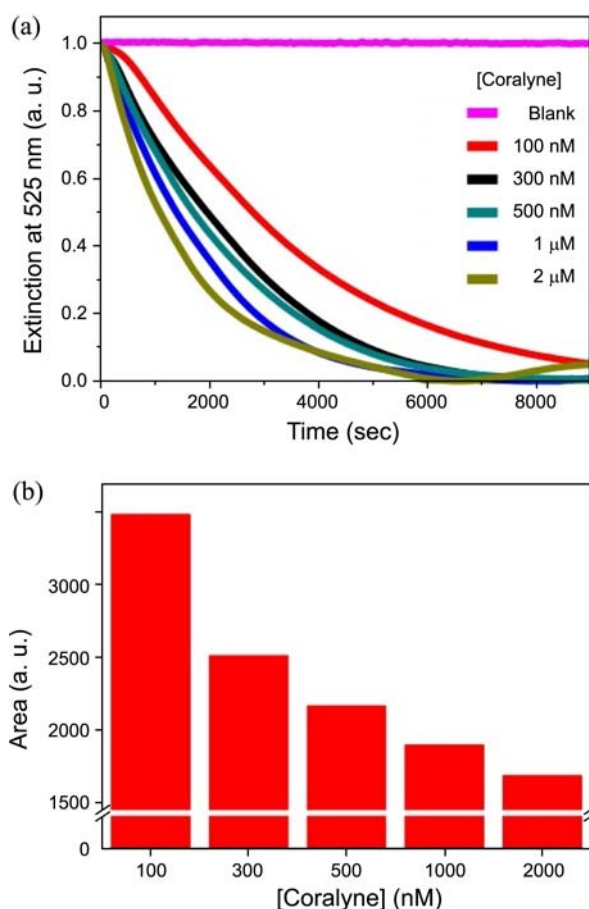 (a)
1.0
0.8
0.6
0.4
0.2
0.0
Extinction at 525 nm (a. u.)
[Coralyne]
Blank
100 nM
300 nM
500 nM
1 μM
2 μM
0 2000 4000 6000 8000
Time (sec)
(b)
3000
2500
2000
1500
0
Area (a. u.)
100 300 500 1000 2000
[Coralyne] (nM)